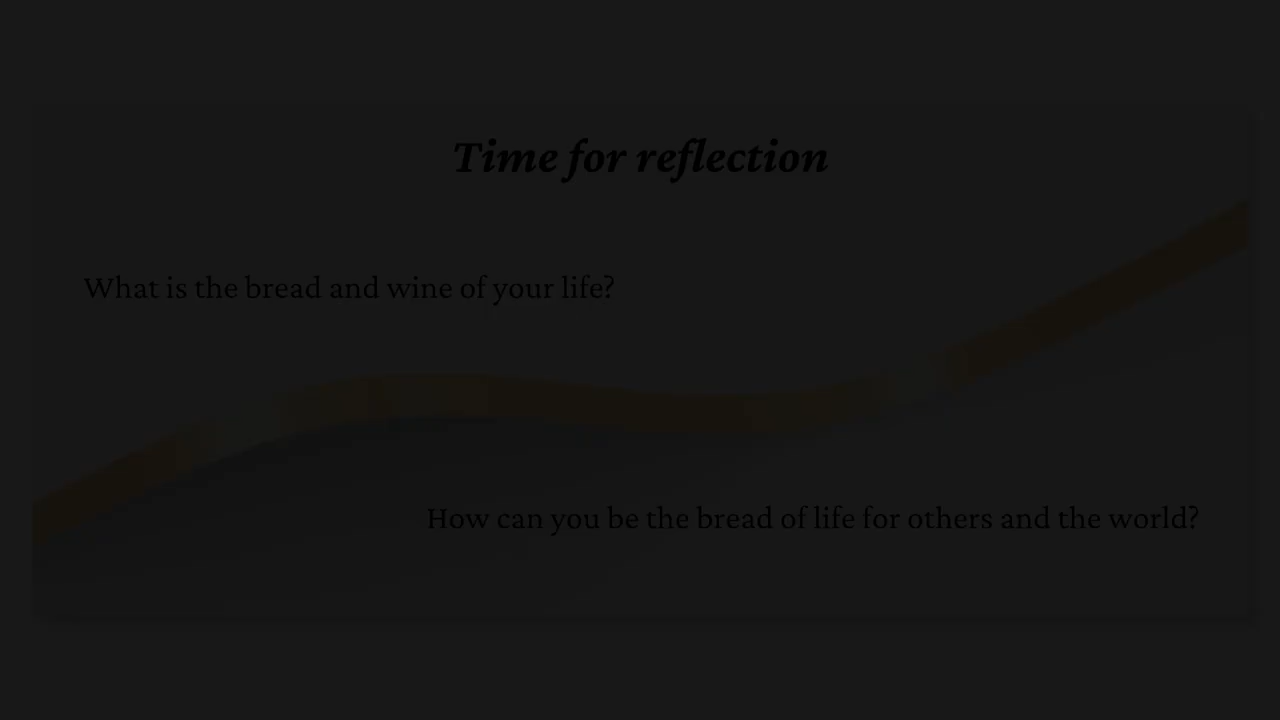 Time for reflection
What is the bread and wine of your life?
How can you be the bread of life for others and the world?